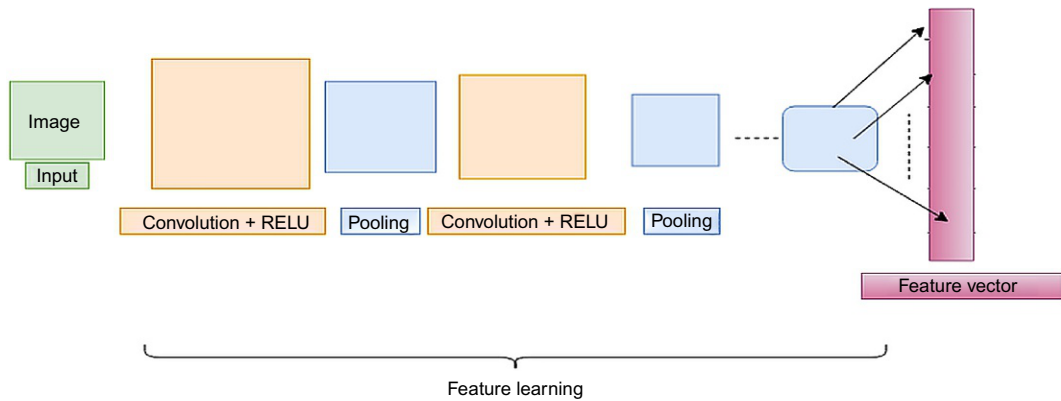 Image
Input
Convolution + RELU
Pooling
Convolution + RELU
Pooling
Feature vector
Feature learning